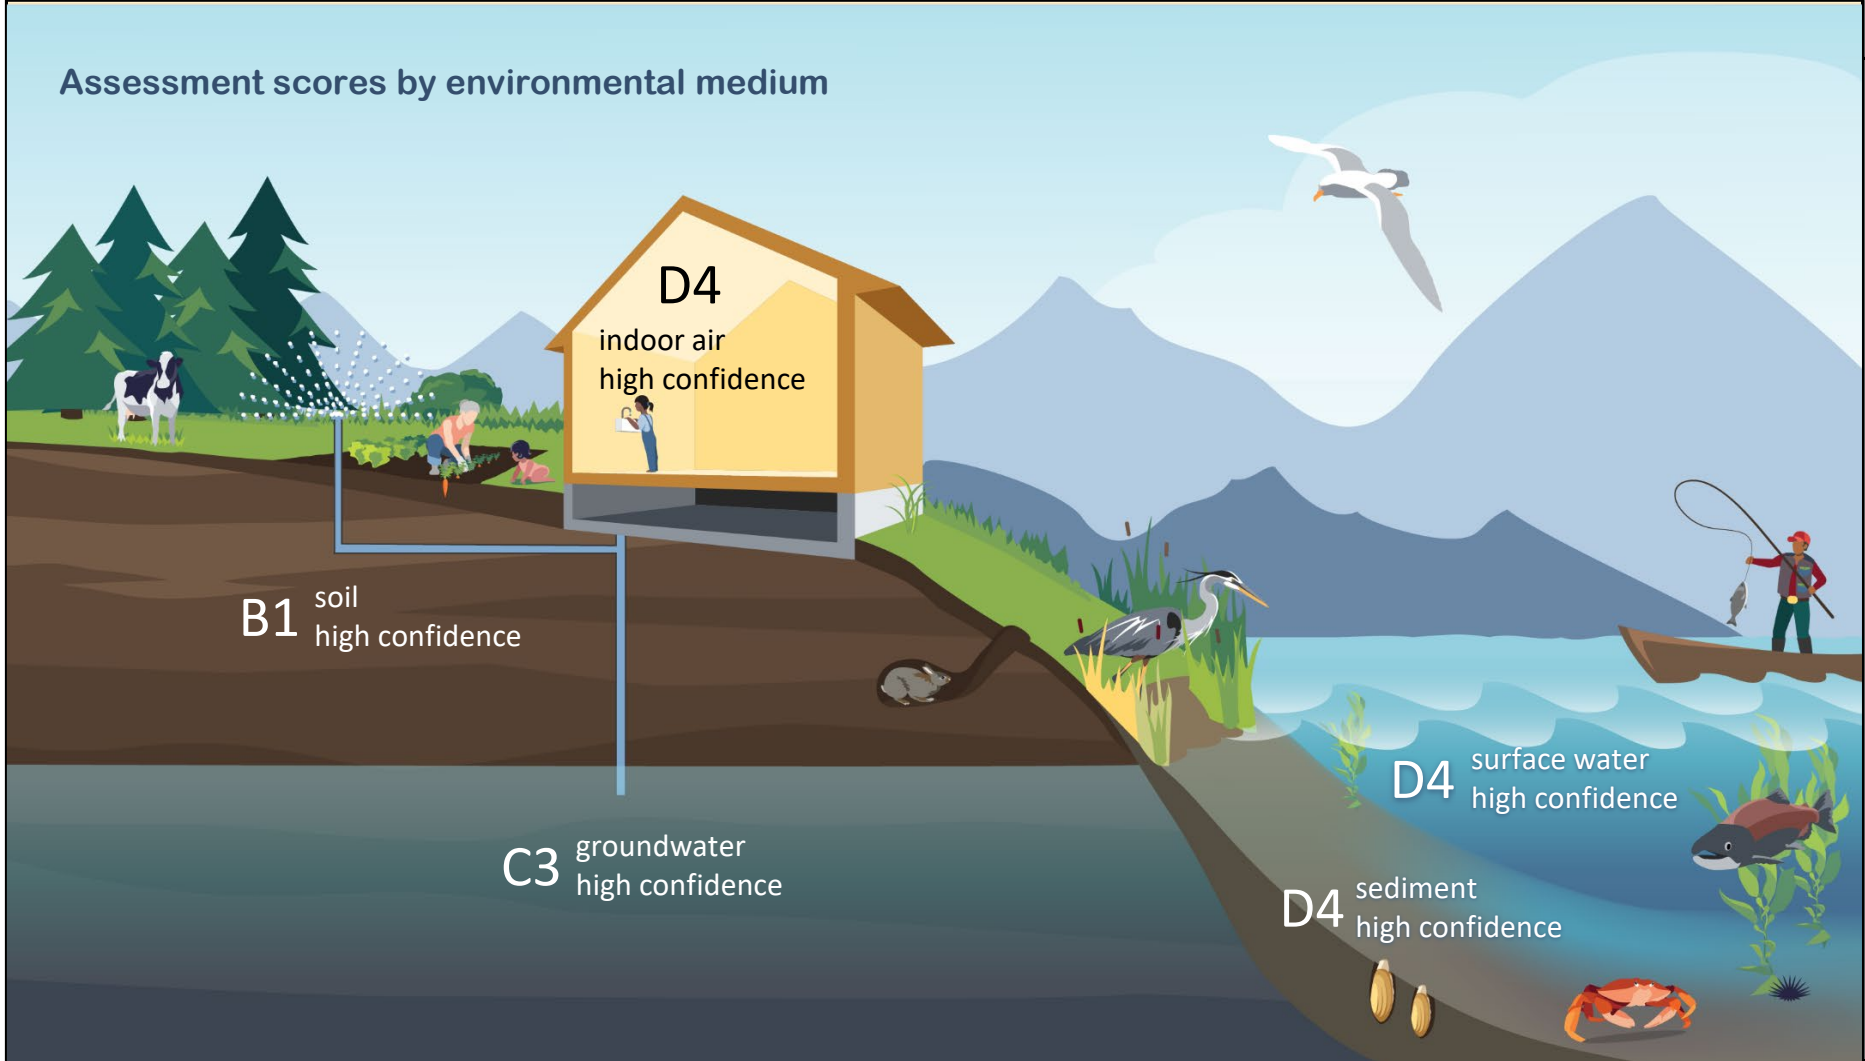 Assessment scores by environmental medium
D4
indoor air
high confidence
B1
soil
high confidence
C3
groundwater
high confidence
D4
surface water
high confidence
D4
sediment
high confidence